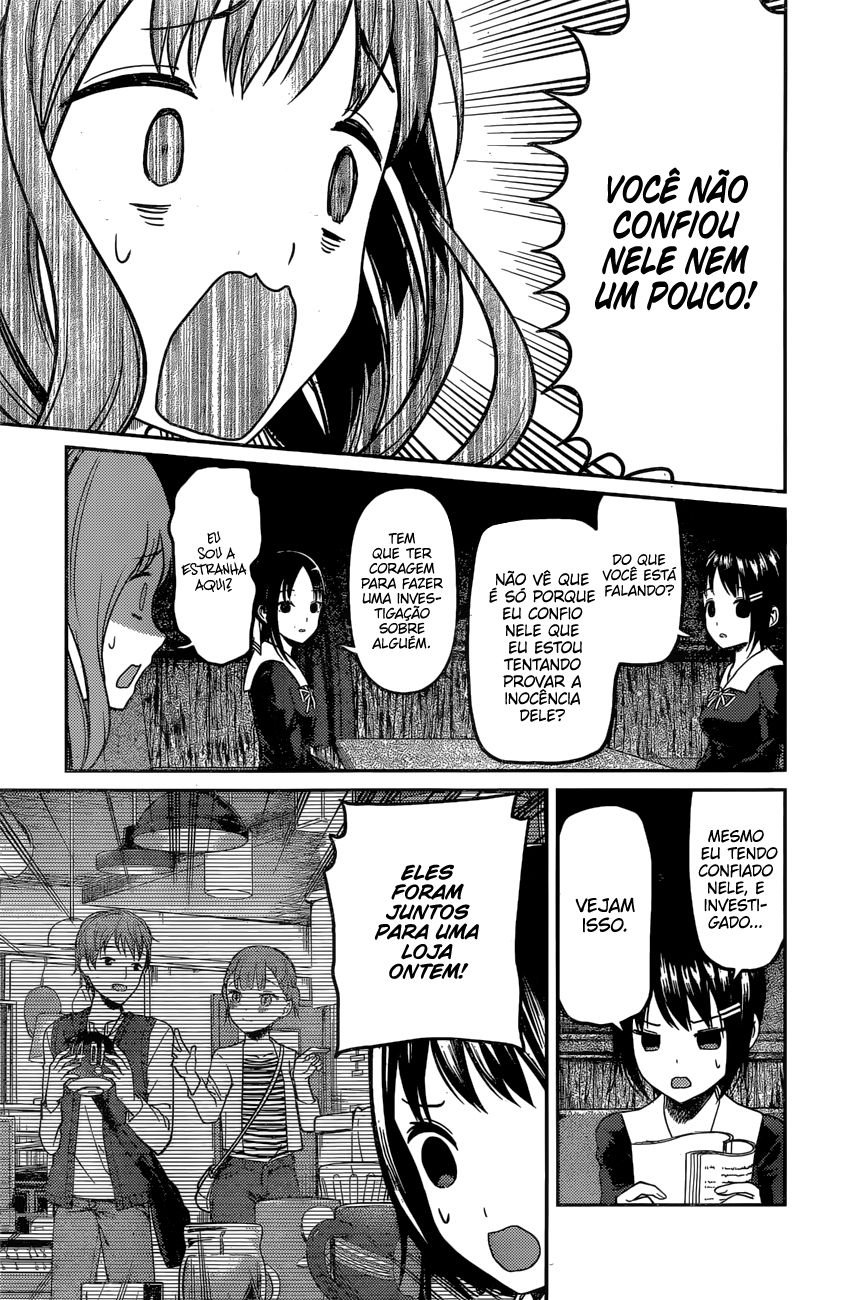 VOCÊ NÃO
CONFIOU
NELE NEM
UM POUCO!
DO QUE
VOCÊ ESTÁ
FALANDO?
NÃO VÊ QUE
É SÓ PORQUE
EU CONFIO
NELE QUE
EU ESTOU
TENTANDO
PROVAR A
INOCÊNCIA
DELE?
TEM
QUE TER
CORAGEM
PARA FAZER
UMA INVES-
TIGAÇÃO
SOBRE
ALGUÉM.
EU
SOU A
ESTRANHA
AQUI?
MESMO
EU TENDO
CONFIADO
NELE, E
INVESTI-
GADO...
VEJAM
ISSO.
ELES
FORAM
JUNTOS
PARA UMA
LOJA
ONTEM!